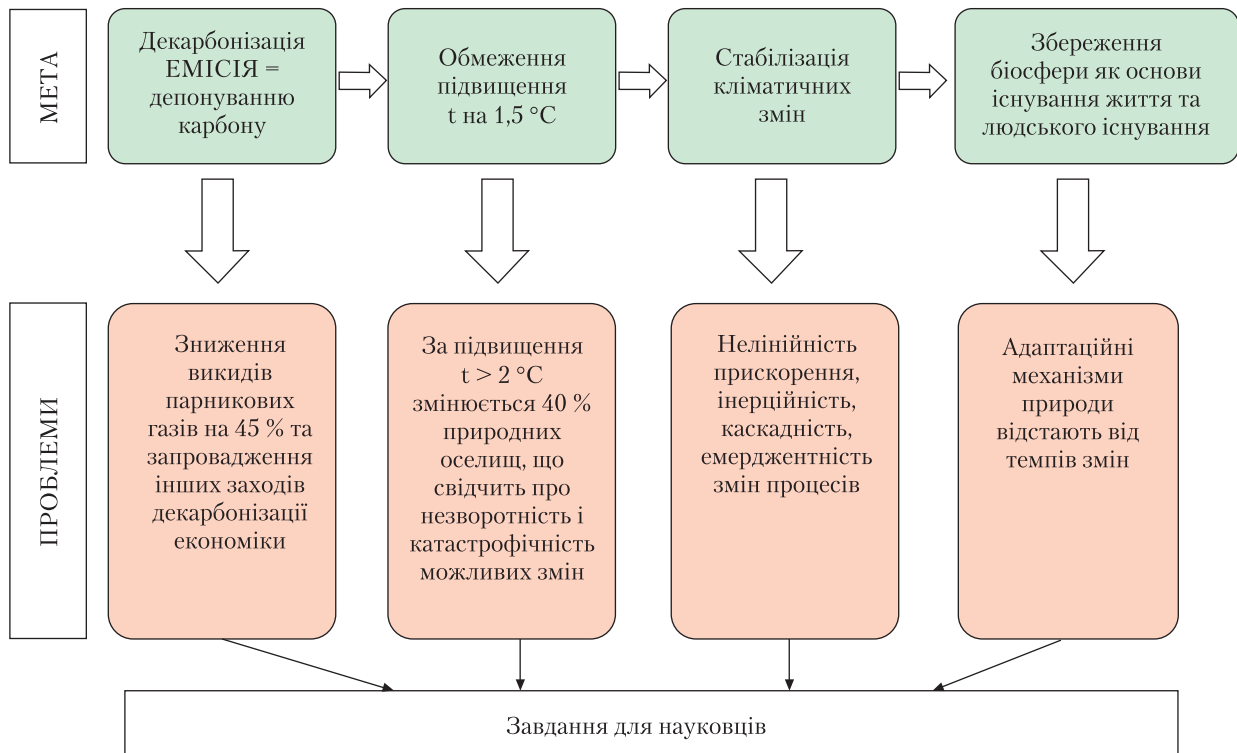 МЕТА
Декарбонізація
ЕМІСІЯ =
депонуванню
карбону
Обмеження
підвищення
t на 1,5 °C
Стабілізація
кліматичних
змін
Збереження
біосфери як основи
існування життя та
людського існування
ПРОБЛЕМИ
Зниження
викидів
парникових
газів на 45 % та
запровадження
інших заходів
декарбонізації
економіки
За підвищення
t > 2 °C
змінюється 40 %
природних
оселищ, що
свідчить про
незворотність і
катастрофічність
можливих змін
Нелінійність
прискорення,
інерційність,
каскадність,
емерджентність
змін процесів
Адаптаційні
механізми
природи
відстають від
темпів змін
Завдання для науковців